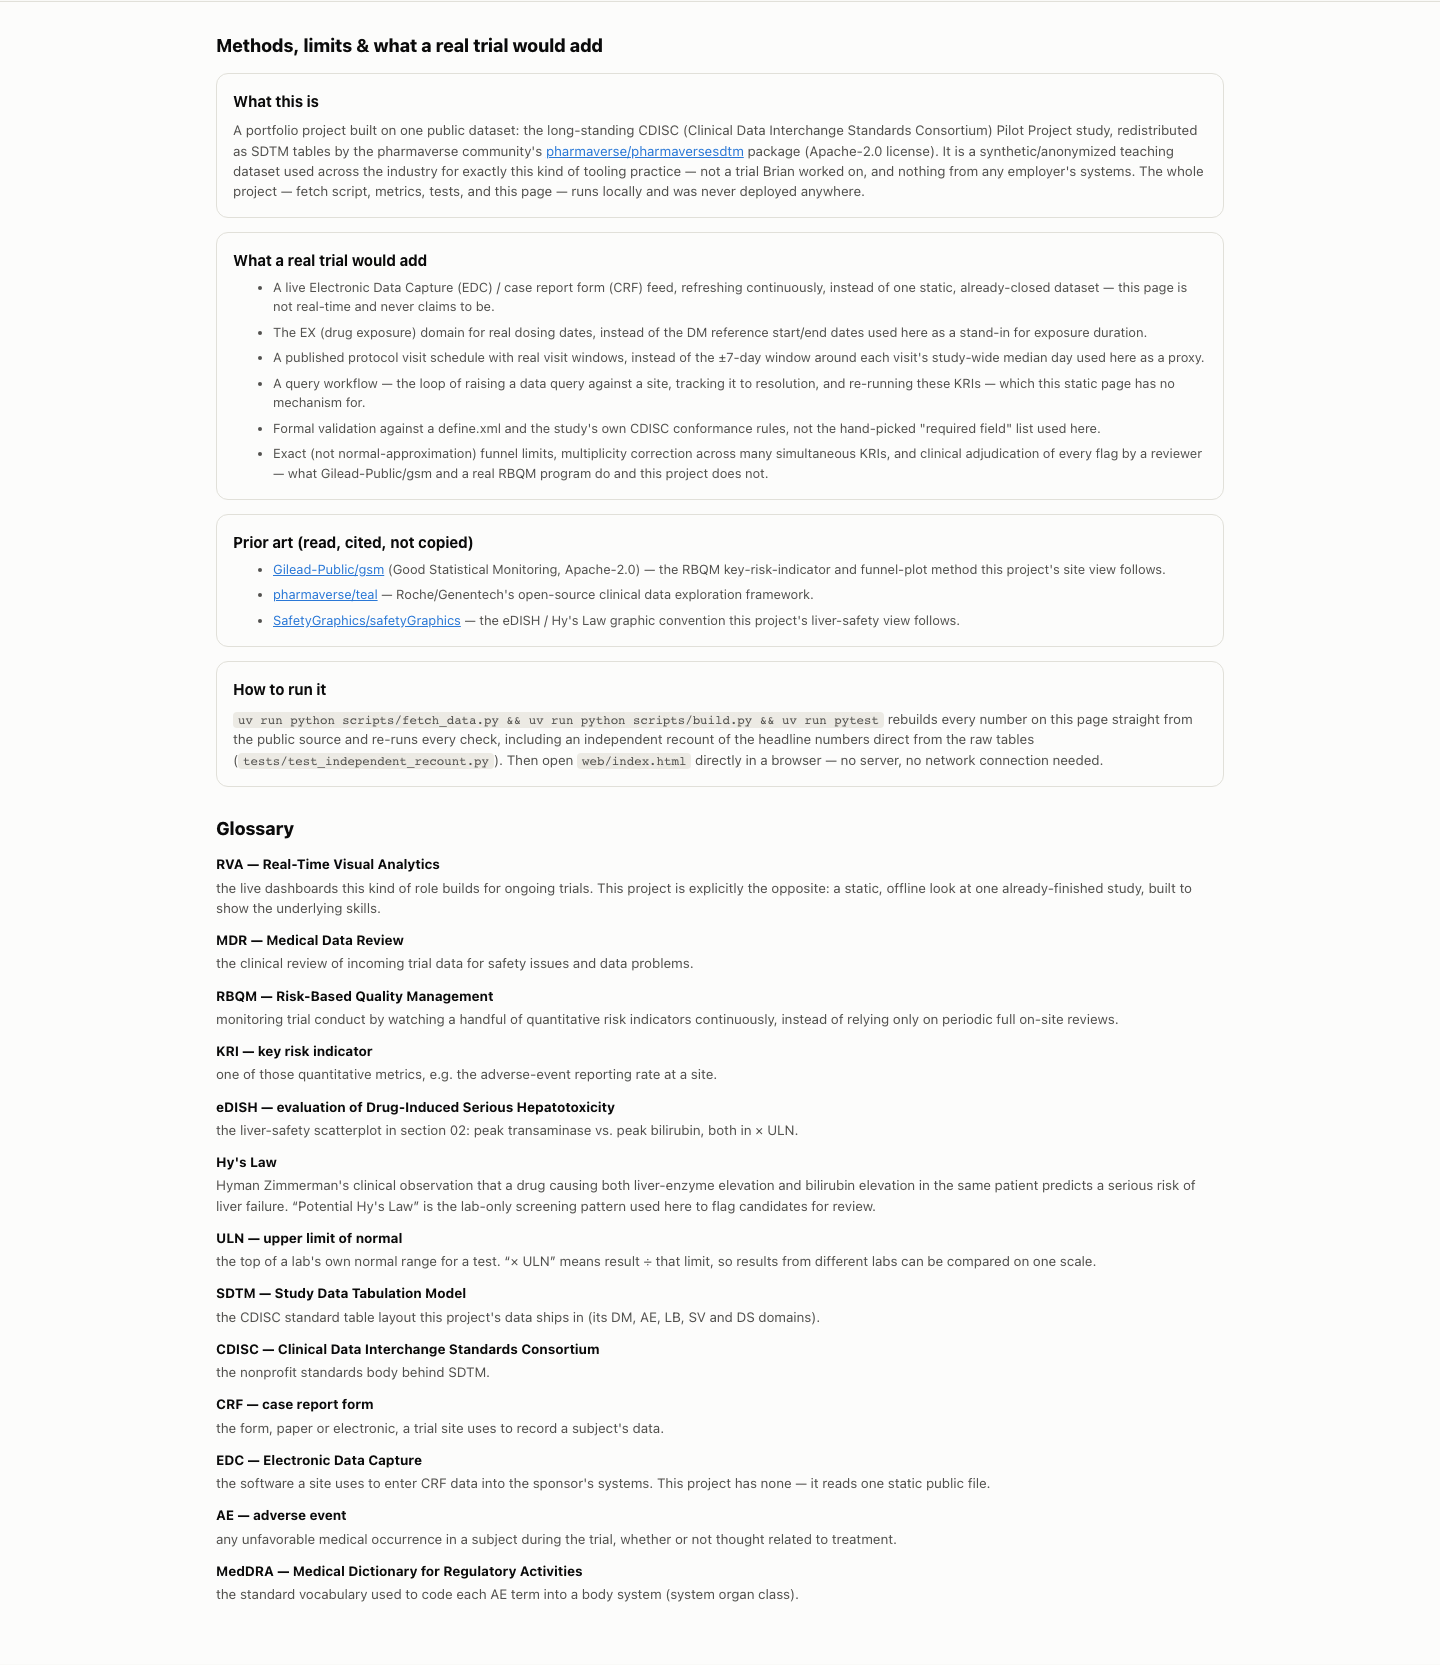 Methods, limits & what a real trial would add
What this is
A portfolio project built on one public dataset: the long-standing CDISC (Clinical Data Interchange Standards Consortium) Pilot Project study, redistributed
as SDTM tables by the pharmaverse community's pharmaverse/pharmaversesdtm package (Apache-2.0 license). It is a synthetic/anonymized teaching
dataset used across the industry for exactly this kind of tooling practice — not a trial Brian worked on, and nothing from any employer's systems. The whole
project — fetch script, metrics, tests, and this page — runs locally and was never deployed anywhere.
What a real trial would add
• A live Electronic Data Capture (EDC) / case report form (CRF) feed, refreshing continuously, instead of one static, already-closed dataset — this page is
not real-time and never claims to be.
• The EX (drug exposure) domain for real dosing dates, instead of the DM reference start/end dates used here as a stand-in for exposure duration.
• A published protocol visit schedule with real visit windows, instead of the ±7-day window around each visit's study-wide median day used here as a proxy.
• A query workflow — the loop of raising a data query against a site, tracking it to resolution, and re-running these KRIs — which this static page has no
mechanism for.
• Formal validation against a define.xml and the study's own CDISC conformance rules, not the hand-picked "required field" list used here.
• Exact (not normal-approximation) funnel limits, multiplicity correction across many simultaneous KRIs, and clinical adjudication of every flag by a reviewer
— what Gilead-Public/gsm and a real RBQM program do and this project does not.
Prior art (read, cited, not copied)
• Gilead-Public/gsm (Good Statistical Monitoring, Apache-2.0) — the RBQM key-risk-indicator and funnel-plot method this project's site view follows.
• pharmaverse/teal — Roche/Genentech's open-source clinical data exploration framework.
• SafetyGraphics/safetyGraphics — the eDISH / Hy's Law graphic convention this project's liver-safety view follows.
How to run it
uv run python scripts/fetch_data.py && uv run python scripts/build.py && uv run pytest rebuilds every number on this page straight from
the public source and re-runs every check, including an independent recount of the headline numbers direct from the raw tables
(tests/test_independent_recount.py). Then open web/index.html directly in a browser — no server, no network connection needed.
Glossary
RVA — Real-Time Visual Analytics
the live dashboards this kind of role builds for ongoing trials. This project is explicitly the opposite: a static, offline look at one already-finished study, built to
show the underlying skills.
MDR — Medical Data Review
the clinical review of incoming trial data for safety issues and data problems.
RBQM — Risk-Based Quality Management
monitoring trial conduct by watching a handful of quantitative risk indicators continuously, instead of relying only on periodic full on-site reviews.
KRI — key risk indicator
one of those quantitative metrics, e.g. the adverse-event reporting rate at a site.
eDISH — evaluation of Drug-Induced Serious Hepatotoxicity
the liver-safety scatterplot in section 02: peak transaminase vs. peak bilirubin, both in × ULN.
Hy's Law
Hyman Zimmerman's clinical observation that a drug causing both liver-enzyme elevation and bilirubin elevation in the same patient predicts a serious risk of
liver failure. “Potential Hy's Law” is the lab-only screening pattern used here to flag candidates for review.
ULN — upper limit of normal
the top of a lab's own normal range for a test. “× ULN” means result ÷ that limit, so results from different labs can be compared on one scale.
SDTM — Study Data Tabulation Model
the CDISC standard table layout this project's data ships in (its DM, AE, LB, SV and DS domains).
CDISC — Clinical Data Interchange Standards Consortium
the nonprofit standards body behind SDTM.
CRF — case report form
the form, paper or electronic, a trial site uses to record a subject's data.
EDC — Electronic Data Capture
the software a site uses to enter CRF data into the sponsor's systems. This project has none — it reads one static public file.
AE — adverse event
any unfavorable medical occurrence in a subject during the trial, whether or not thought related to treatment.
MedDRA — Medical Dictionary for Regulatory Activities
the standard vocabulary used to code each AE term into a body system (system organ class).